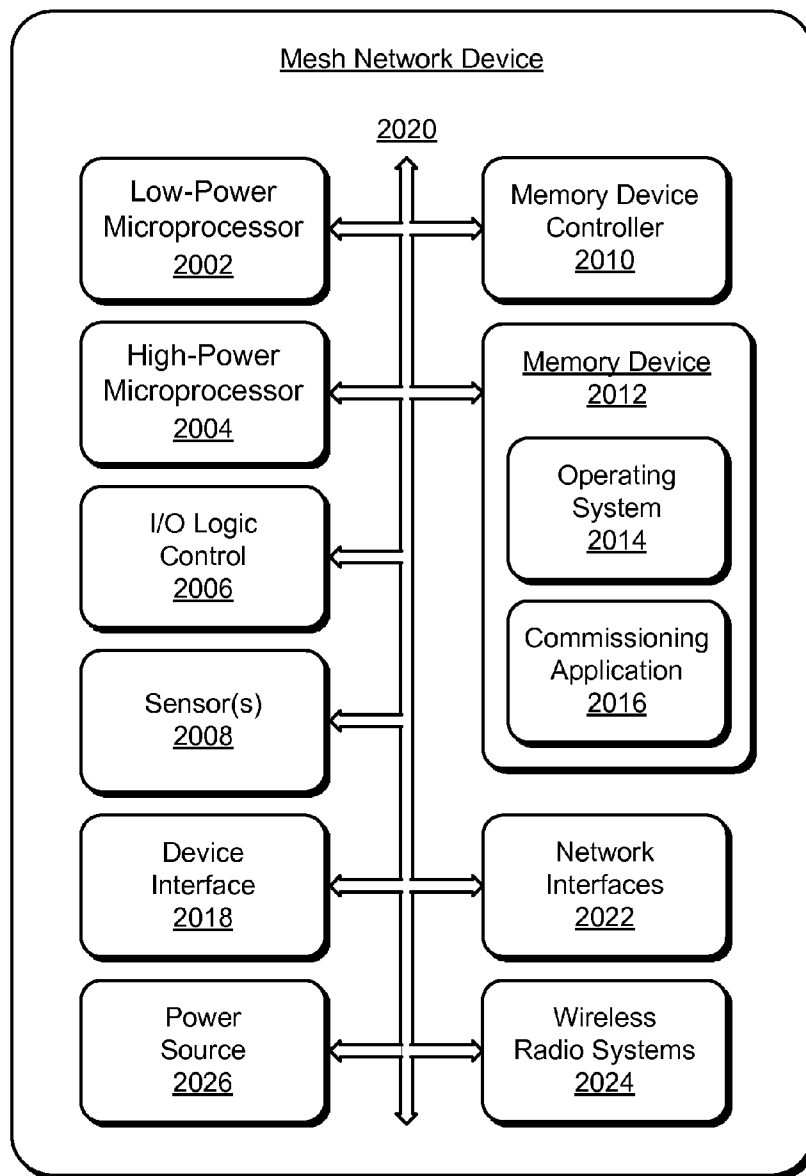 Mesh Network Device
2020
Low-Power
Microprocessor
2002
High-Power
Microprocessor
2004
I/O Logic
Control
2006
Sensor(s)
2008
Device
Interface
2018
Power
Source
2026
Memory Device
Controller
2010
Memory Device
2012
Operating
System
2014
Commissioning
Application
2016
Network
Interfaces
2022
Wireless
Radio Systems
2024